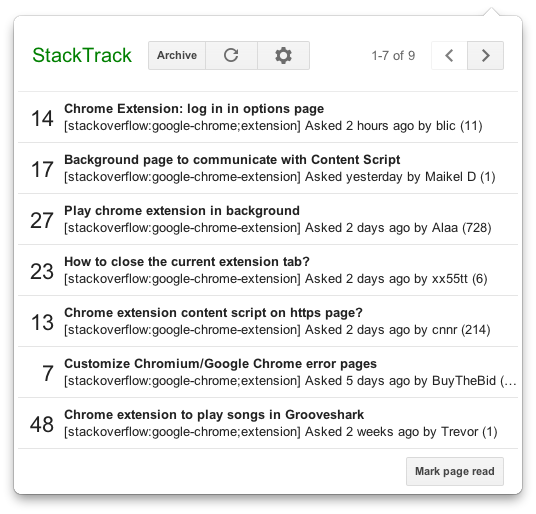 StackTrack Archive 1-7 of 9
14 Chrome Extension: log in in options page
[stackoverflow:google-chrome;extension] Asked 2 hours ago by blic (11)
17 Background page to communicate with Content Script
[stackoverflow:google-chrome-extension] Asked yesterday by Maikel D (1)
27 Play chrome extension in background
[stackoverflow:google-chrome-extension] Asked 2 days ago by Alaa (728)
23 How to close the current extension tab?
[stackoverflow:google-chrome-extension] Asked 2 days ago by xx55tt (6)
13 Chrome extension content script on https page?
[stackoverflow:google-chrome-extension] Asked 2 days ago by cnnr (214)
7 Customize Chromium/Google Chrome error pages
[stackoverflow:google-chrome;extension] Asked 5 days ago by BuyTheBid (...
48 Chrome extension to play songs in Grooveshark
[stackoverflow:google-chrome;extension] Asked 2 weeks ago by Trevor (1)
Mark page read